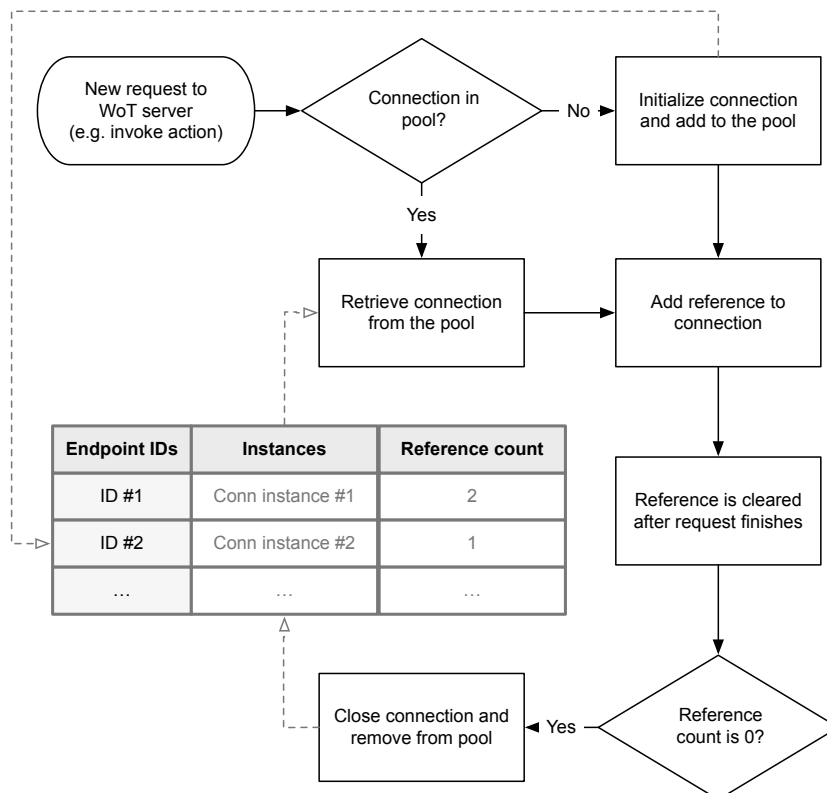 New request to
WoT server
(e.g. invoke action)
Connection in
pool?
No
Initialize connection
and add to the pool
Yes
Retrieve connection
from the pool
Add reference to
connection
Endpoint IDs Instances Reference count
ID #1 Conn instance #1 2
ID #2 Conn instance #2 1
... ... ...
Reference is cleared
after request finishes
Close connection and
remove from pool
Yes
Reference
count is 0?